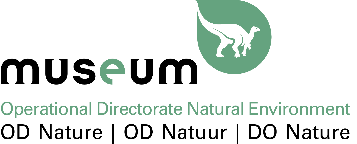 museum
Operational Directorate Natural Environment
OD Nature | OD Natuur | DO Nature